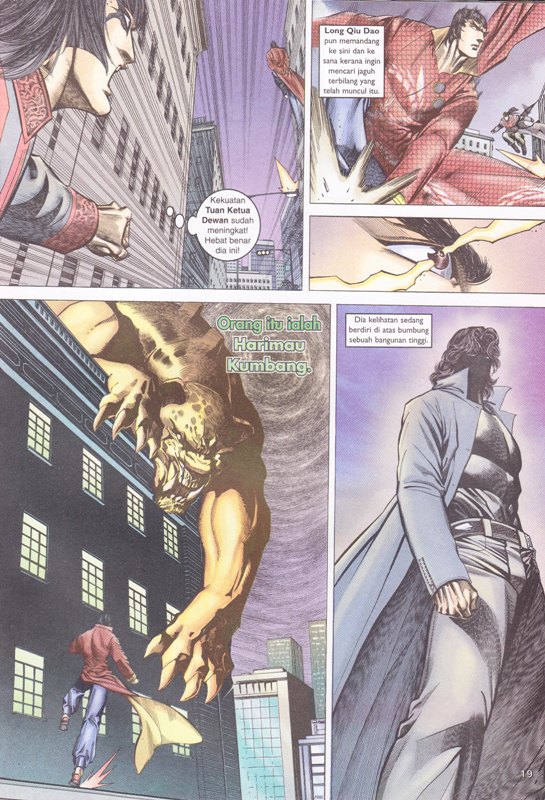 Long Qiu Dao
pun memandang
ke sini dan ke
sana kerana ingin
mencari jaguh
terbilang yang
telah muncul itu.
Kekuatan
Tuan Ketua
Dewan sudah
meningkat!
Hebat benar
dia ini!
Orang itu ialah
Harimau
Kumbang.
Dia kelihatan sedang
berdiri di atas bumbung
sebuah bangunan tinggi.
19